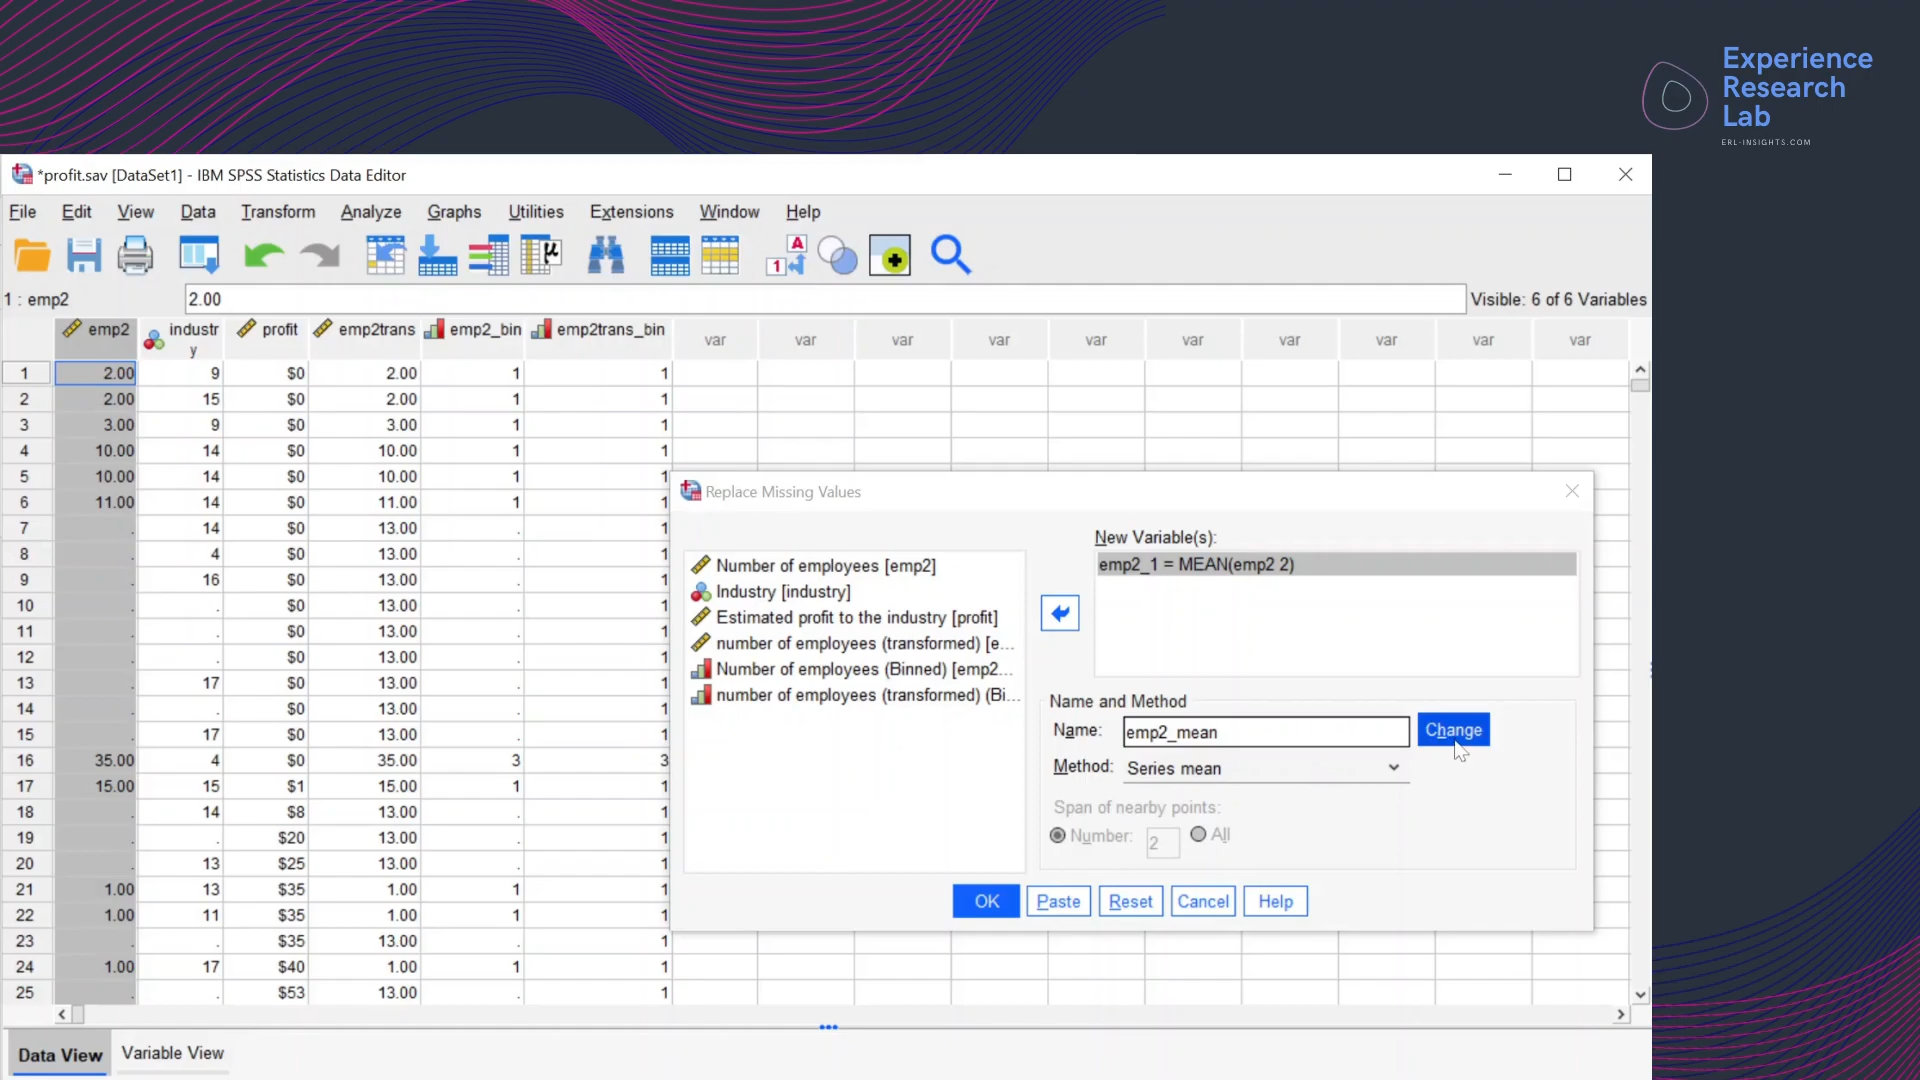 Experience
Research
Lab
ERL-INSIGHTS.COM
*profit.sav [DataSet1] - IBM SPSS Statistics Data Editor
File Edit View Data Transform Analyze Graphs Utilities Extensions Window Help
1 : emp2 2.00 Visible: 6 of 6 Variables
emp2 industry profit emp2trans emp2_bin emp2trans_bin var var var var var var var var var var
1 2.00 9 $0 2.00 1 1
2 2.00 15 $0 2.00 1 1
3 3.00 9 $0 3.00 1 1
4 10.00 14 $0 10.00 1 1
5 10.00 14 $0 10.00 1 1
6 11.00 14 $0 11.00 1 1
7 . 14 $0 13.00 . 1
8 . 4 $0 13.00 . 1
9 . 16 $0 13.00 . 1
10 . . $0 13.00 . 1
11 . . $0 13.00 . 1
12 . . $0 13.00 . 1
13 . 17 $0 13.00 . 1
14 . . $0 13.00 . 1
15 . 17 $0 13.00 . 1
16 35.00 4 $0 35.00 3 3
17 15.00 15 $1 15.00 1 1
18 . 14 $8 13.00 . 1
19 . . $20 13.00 . 1
20 . 13 $25 13.00 . 1
21 1.00 13 $35 1.00 1 1
22 1.00 11 $35 1.00 1 1
23 . . $35 13.00 . 1
24 1.00 17 $40 1.00 1 1
25 . . $53 13.00 . 1
Replace Missing Values
Number of employees [emp2]
Industry [industry]
Estimated profit to the industry [profit]
number of employees (transformed) [e...
Number of employees (Binned) [emp2...
number of employees (transformed) (Bi...
New Variable(s):
emp2_1 = MEAN(emp2 2)
Name and Method
Name: emp2_mean Change
Method: Series mean
Span of nearby points:
Number: 2 All
OK Paste Reset Cancel Help
Data View Variable View